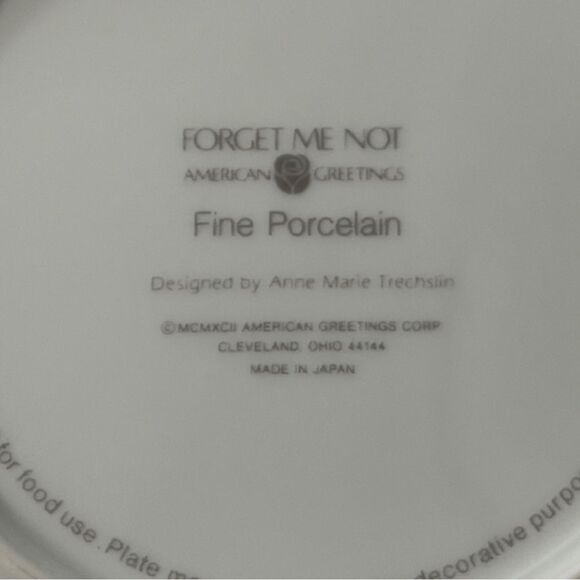 FORGET ME NOT
AMERICAN GREETINGS
Fine Porcelain
Designed by Anne Marie Trechslin
©MCMXCII AMERICAN GREETINGS CORP.
CLEVELAND, OHIO 44144
MADE IN JAPAN
for food use. Plate
decorative